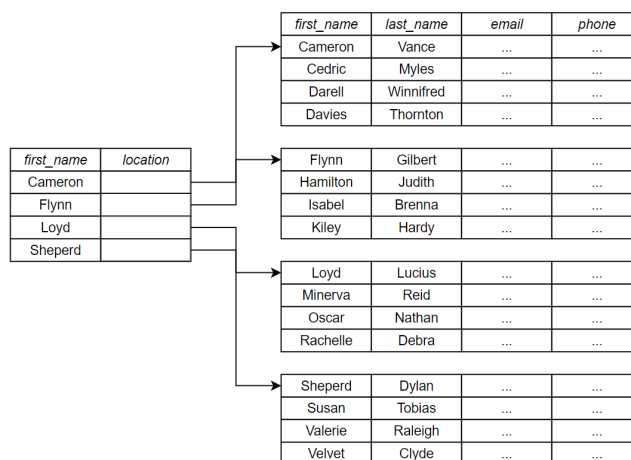 first_name last_name email phone
Cameron Vance ... ...
Cedric Myles ... ...
Darell Winnifred ... ...
Davies Thornton ... ...
first_name location
Cameron
Flynn
Loyd
Sheperd
Flynn Gilbert ... ...
Hamilton Judith ... ...
Isabel Brenna ... ...
Kiley Hardy ... ...
Loyd Lucius ... ...
Minerva Reid ... ...
Oscar Nathan ... ...
Rachelle Debra ... ...
Sheperd Dylan ... ...
Susan Tobias ... ...
Valerie Raleigh ... ...
Velvet Clyde ... ...